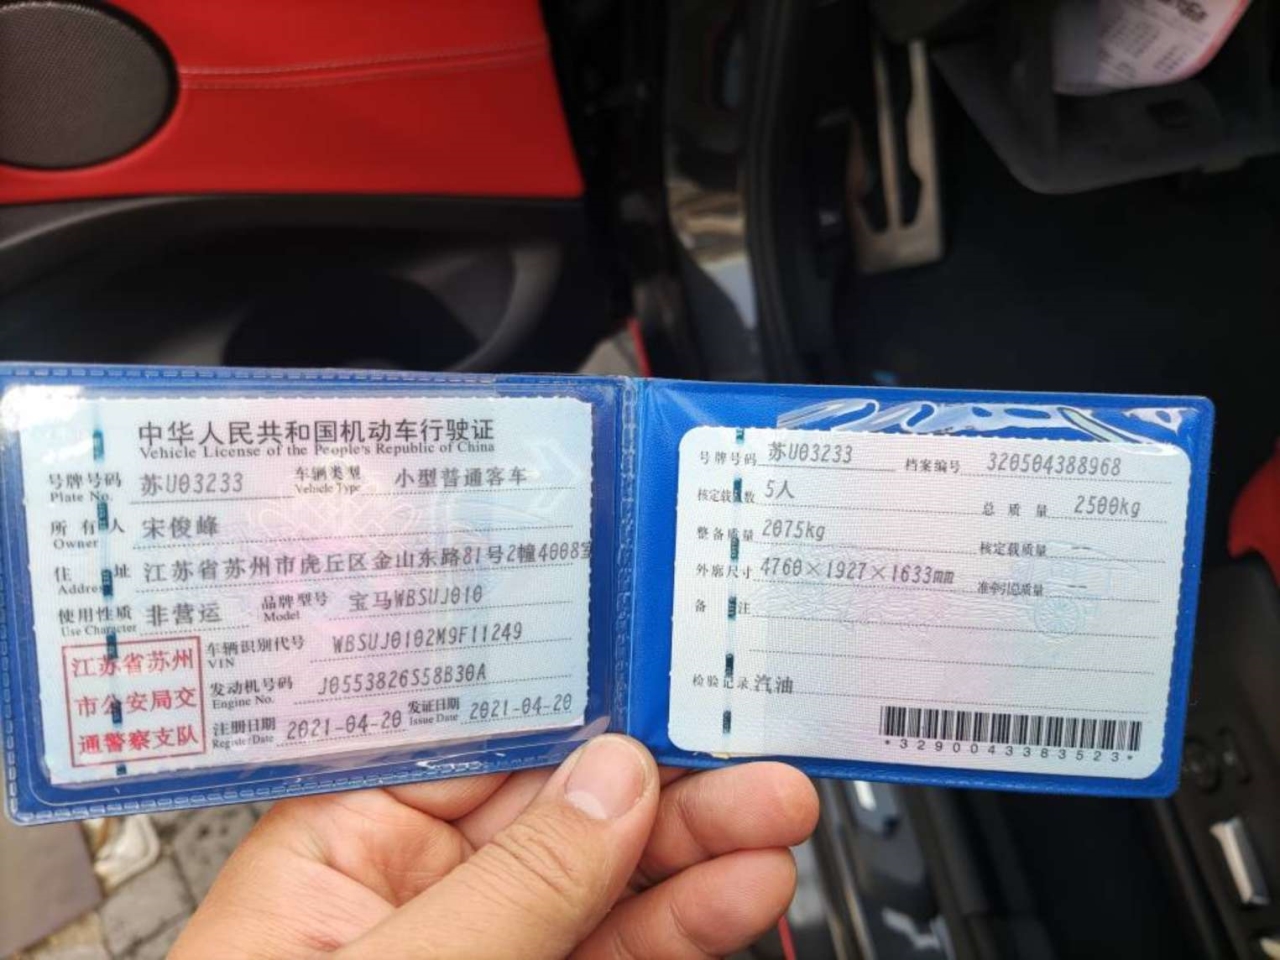 中华人民共和国机动车行驶证
Vehicle License of the People's Republic of China
号牌号码 苏U03233 车辆类型 小型普通客车
Plate No. Vehicle Type
所有人 宋俊峰
Owner
住址 江苏省苏州市虎丘区金山东路81号2幢4008室
Address
使用性质 非营运 品牌型号 宝马WBSUJ010
Use Character Model
车辆识别代号 WBSUJ0102M9F11249
VIN
发动机号码 J0553826S58B30A
Engine No.
注册日期 2021-04-20 发证日期 2021-04-20
Register Date Issue Date
江苏省苏州
市公安局交
通警察支队
号牌号码 苏U03233 档案编号 320504388968
核定载人数 5人 总质量 2500kg
整备质量 2075kg 核定载质量 --
外廓尺寸 4760×1927×1633mm 准牵引总质量 --
备注
检验记录 汽油
*3290043383523*